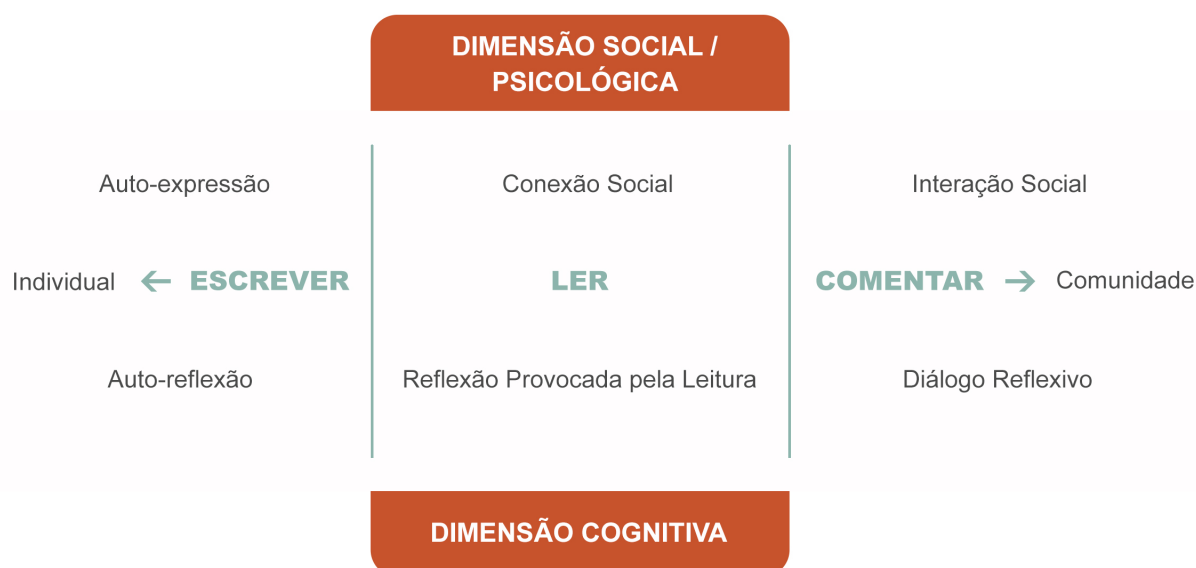 DIMENSÃO SOCIAL /
PSICOLÓGICA
Auto-expressão
Conexão Social
Interação Social
Individual ← ESCREVER
LER
COMENTAR → Comunidade
Auto-reflexão
Reflexão Provocada pela Leitura
Diálogo Reflexivo
DIMENSÃO COGNITIVA